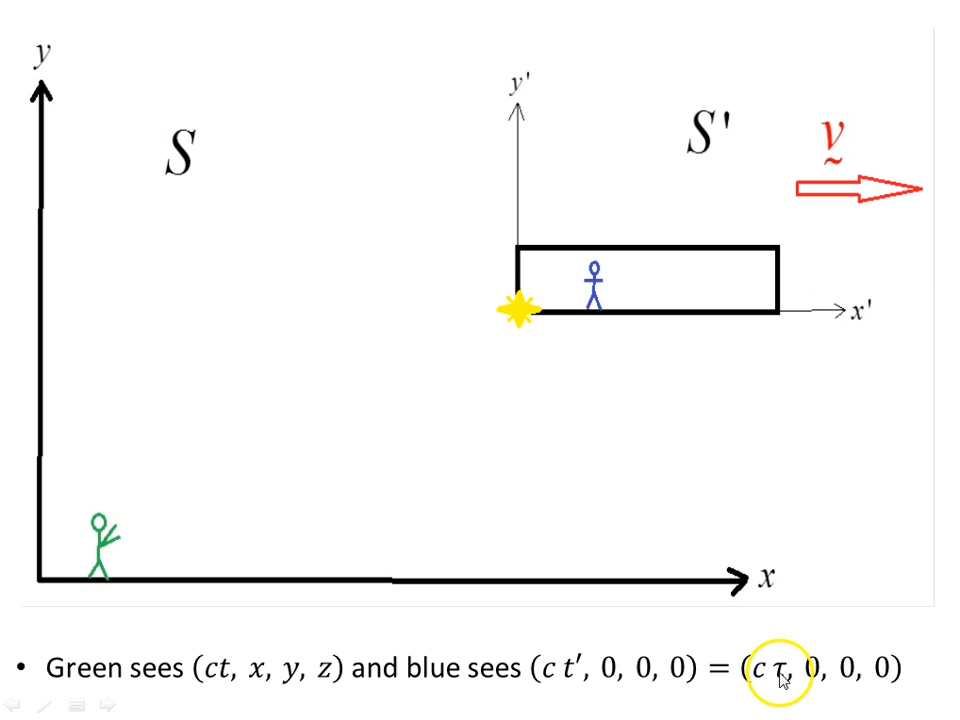 y
y'
S
S'
v
x'
x
• Green sees (ct, x, y, z) and blue sees (c t′, 0, 0, 0) = (c τ, 0, 0, 0)